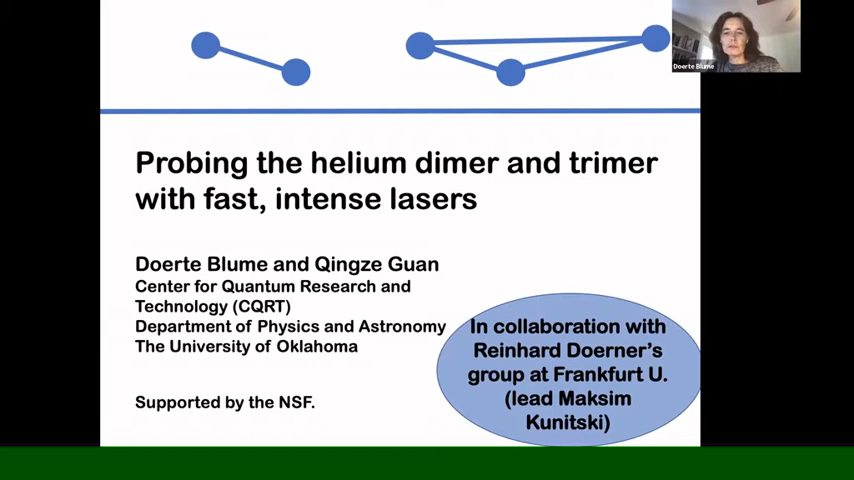 Doerte Blume
Probing the helium dimer and trimer
with fast, intense lasers
Doerte Blume and Qingze Guan
Center for Quantum Research and
Technology (CQRT)
Department of Physics and Astronomy
The University of Oklahoma
Supported by the NSF.
In collaboration with
Reinhard Doerner’s
group at Frankfurt U.
(lead Maksim
Kunitski)